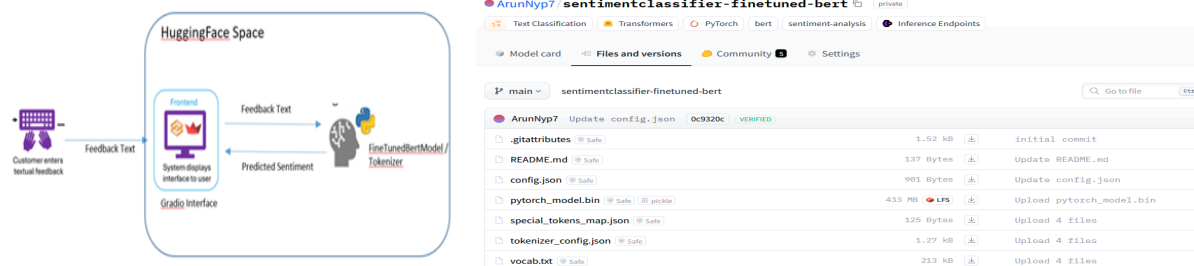 HuggingFace Space
Frontend
Feedback Text
Feedback Text
Customer enters
textual feedback
System displays
interface to user
Predicted Sentiment
FineTunedBertModel /
Tokenizer
Gradio Interface
ArunNyp7/sentimentclassifier-finetuned-bert private
Text Classification Transformers PyTorch bert sentiment-analysis Inference Endpoints
Model card Files and versions Community 5 Settings
main sentimentclassifier-finetuned-bert Go to file
ArunNyp7 Update config.json 0c9320c VERIFIED
.gitattributes Safe 1.52 kB initial commit
README.md Safe 137 Bytes Update README.md
config.json Safe 901 Bytes Update config.json
pytorch_model.bin Safe pickle 433 MB LFS Upload pytorch_model.bin
special_tokens_map.json Safe 125 Bytes Upload 4 files
tokenizer_config.json Safe 1.27 kB Upload 4 files
vocab.txt Safe 213 kB Upload 4 files